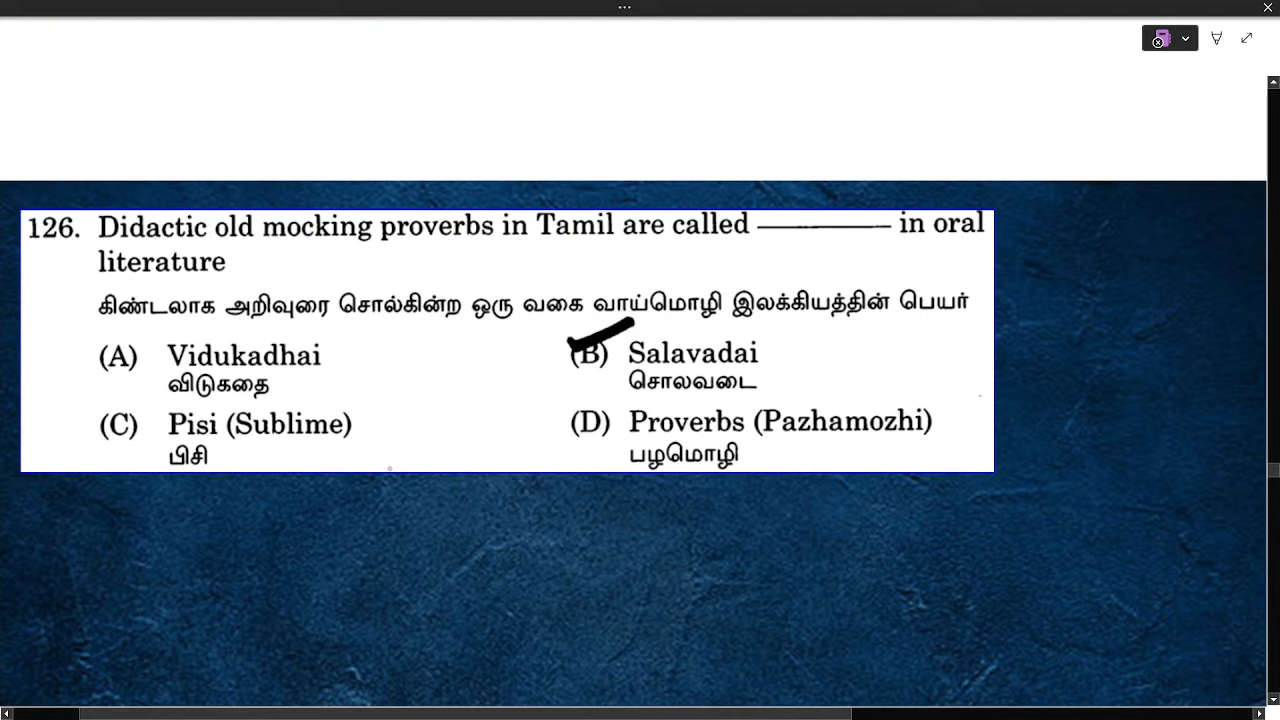 126. Didactic old mocking proverbs in Tamil are called ———— in oral
literature
கிண்டலாக அறிவுரை சொல்கின்ற ஒரு வகை வாய்மொழி இலக்கியத்தின் பெயர்
(A) Vidukadhai (B) Salavadai
விடுகதை சொலவடை
(C) Pisi (Sublime) (D) Proverbs (Pazhamozhi)
பிசி பழமொழி